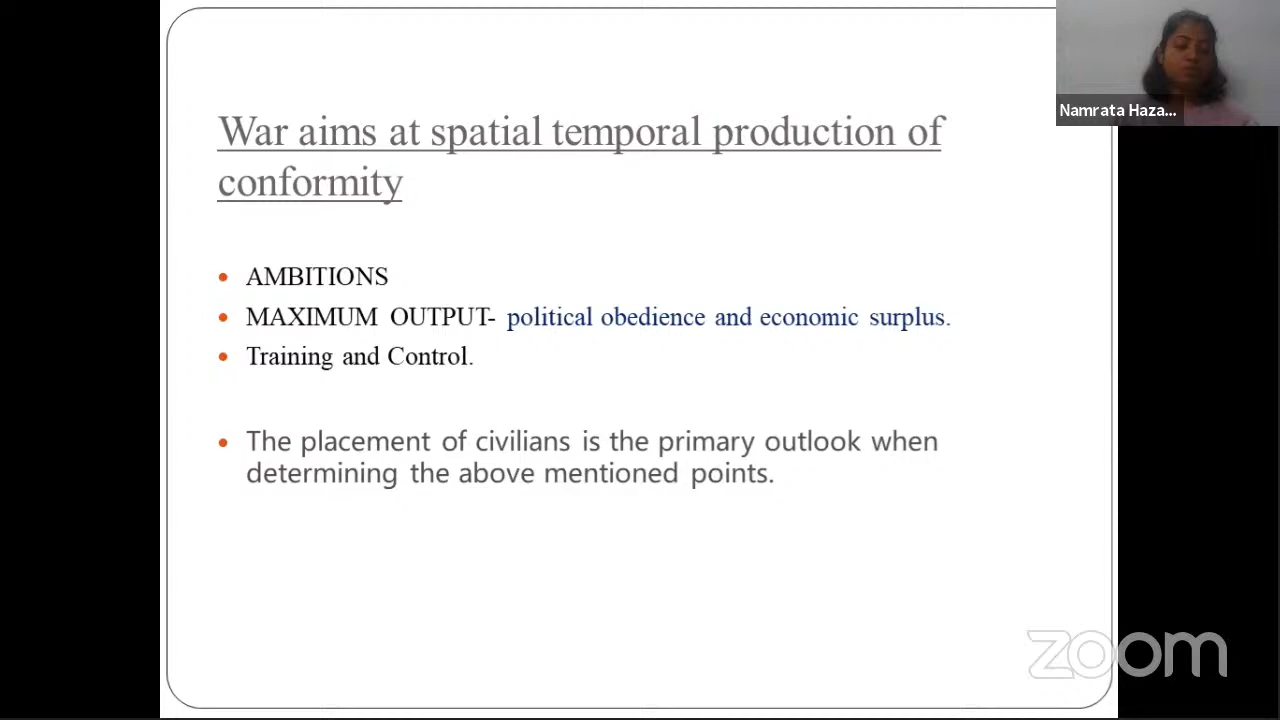 War aims at spatial temporal production of
conformity
• AMBITIONS
• MAXIMUM OUTPUT- political obedience and economic surplus.
• Training and Control.
• The placement of civilians is the primary outlook when
determining the above mentioned points.
Namrata Haza...
zoom